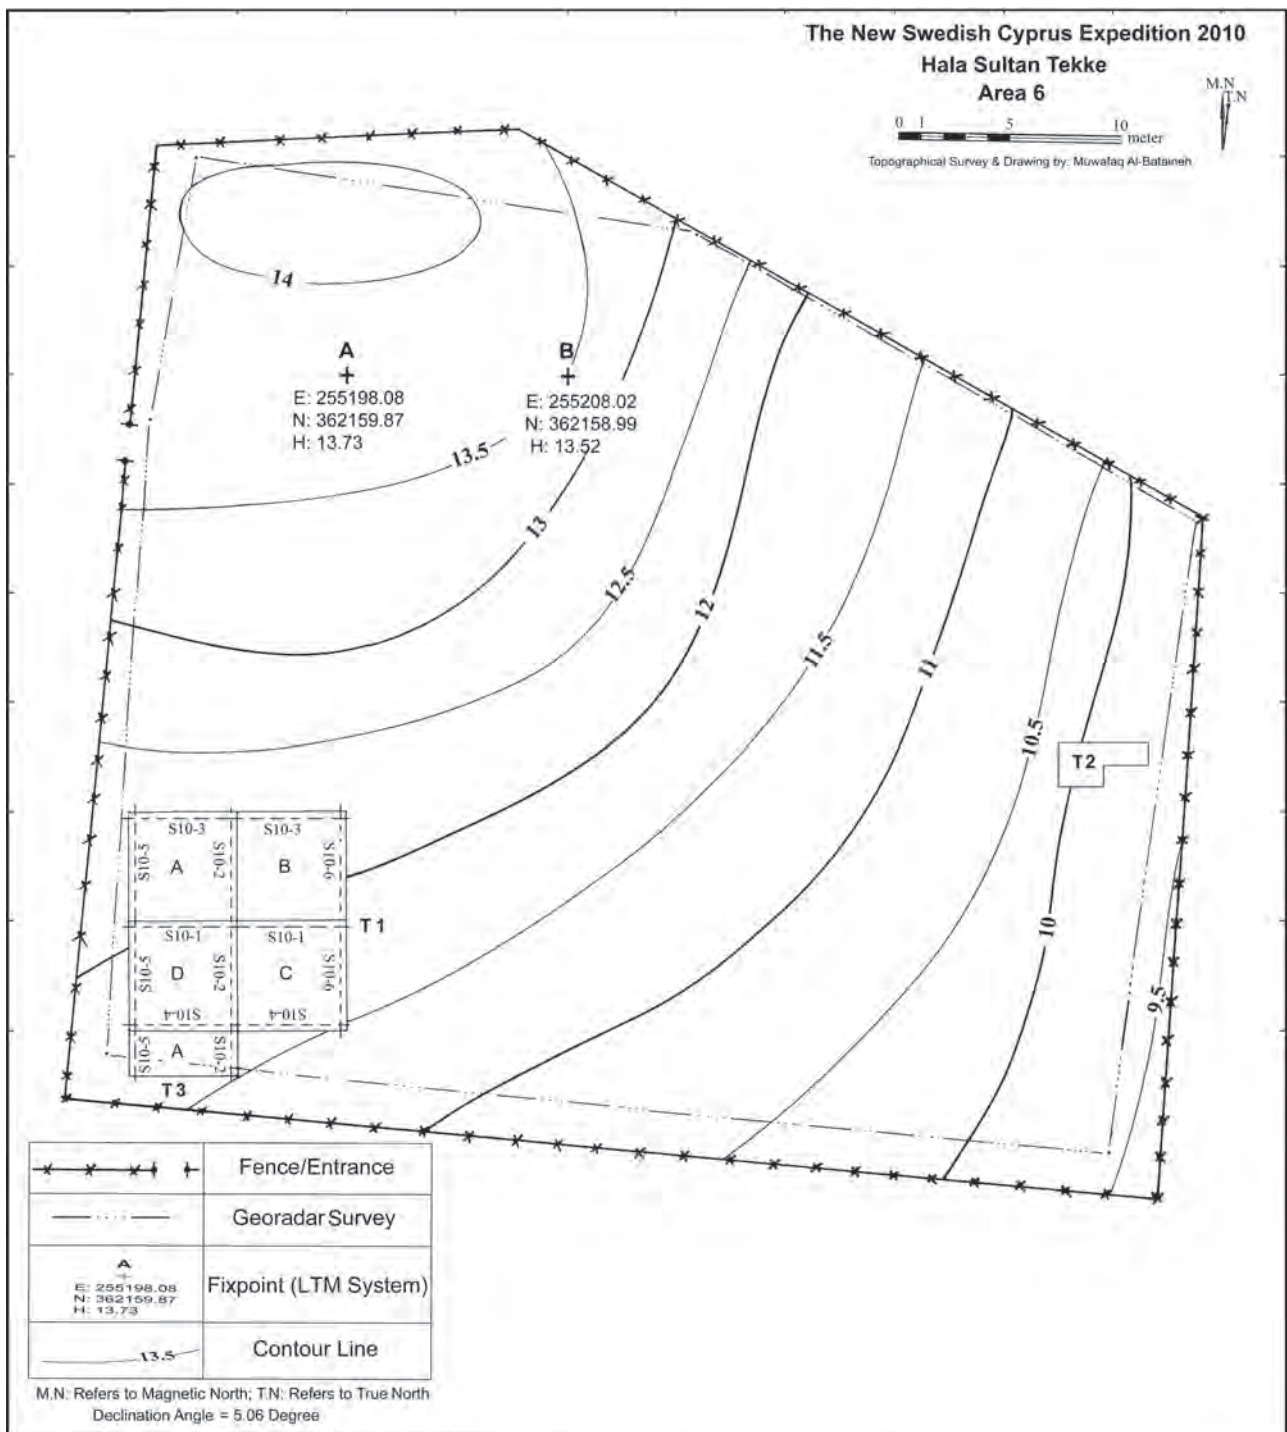 The New Swedish Cyprus Expedition 2010
Hala Sultan Tekke
Area 6
M.N
T.N
0 1 5 10
meter
Topographical Survey & Drawing by: Muwafaq Al-Bataineh
14
A
E: 255198.08
N: 362159.87
H: 13.73
B
E: 255208.02
N: 362158.99
H: 13.52
13.5
13
12.5
12
11.5
11
10.5
10
9.5
T2
S10-3 S10-3
S10-5 A S10-2 B S10-6
T1
S10-1 S10-1
S10-5 D S10-2 C S10-6
S10-4 S10-4
S10-5 A S10-2
T3
Fence/Entrance
Georadar Survey
A
E: 255198.08
N: 362159.87
H: 13.73
Fixpoint (LTM System)
13.5
Contour Line
M.N: Refers to Magnetic North; T.N: Refers to True North
Declination Angle = 5.06 Degree